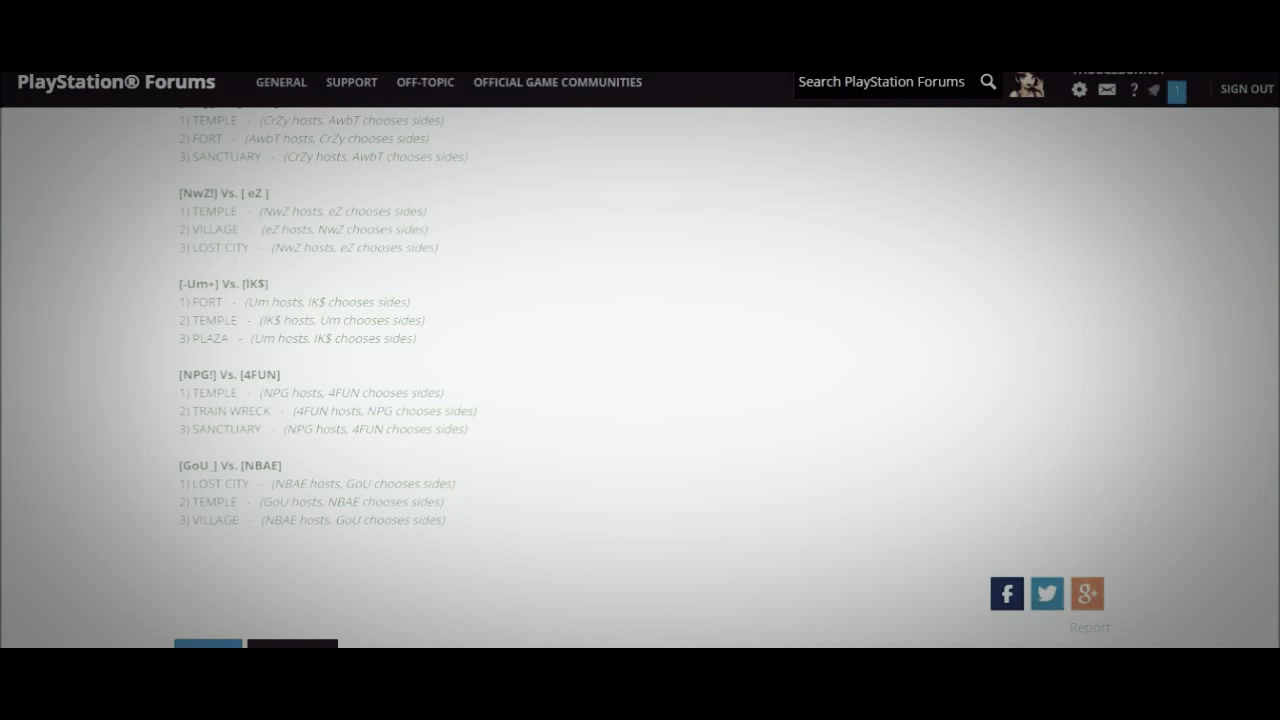 PlayStation® Forums
GENERAL SUPPORT OFF-TOPIC OFFICIAL GAME COMMUNITIES
Search PlayStation Forums
? 1 SIGN OUT
1) TEMPLE - (CrZy hosts, AwbT chooses sides)
2) FORT - (AwbT hosts, CrZy chooses sides)
3) SANCTUARY - (CrZy hosts, AwbT chooses sides)
[NwZ!] Vs. [ eZ ]
1) TEMPLE - (NwZ hosts, eZ chooses sides)
2) VILLAGE - (eZ hosts, NwZ chooses sides)
3) LOST CITY - (NwZ hosts, eZ chooses sides)
[-Um+] Vs. [lK$]
1) FORT - (Um hosts, lK$ chooses sides)
2) TEMPLE - (lK$ hosts, Um chooses sides)
3) PLAZA - (Um hosts, lK$ chooses sides)
[NPG!] Vs. [4FUN]
1) TEMPLE - (NPG hosts, 4FUN chooses sides)
2) TRAIN WRECK - (4FUN hosts, NPG chooses sides)
3) SANCTUARY - (NPG hosts, 4FUN chooses sides)
[GoU_] Vs. [NBAE]
1) LOST CITY - (NBAE hosts, GoU chooses sides)
2) TEMPLE - (GoU hosts, NBAE chooses sides)
3) VILLAGE - (NBAE hosts, GoU chooses sides)
f g+
Report